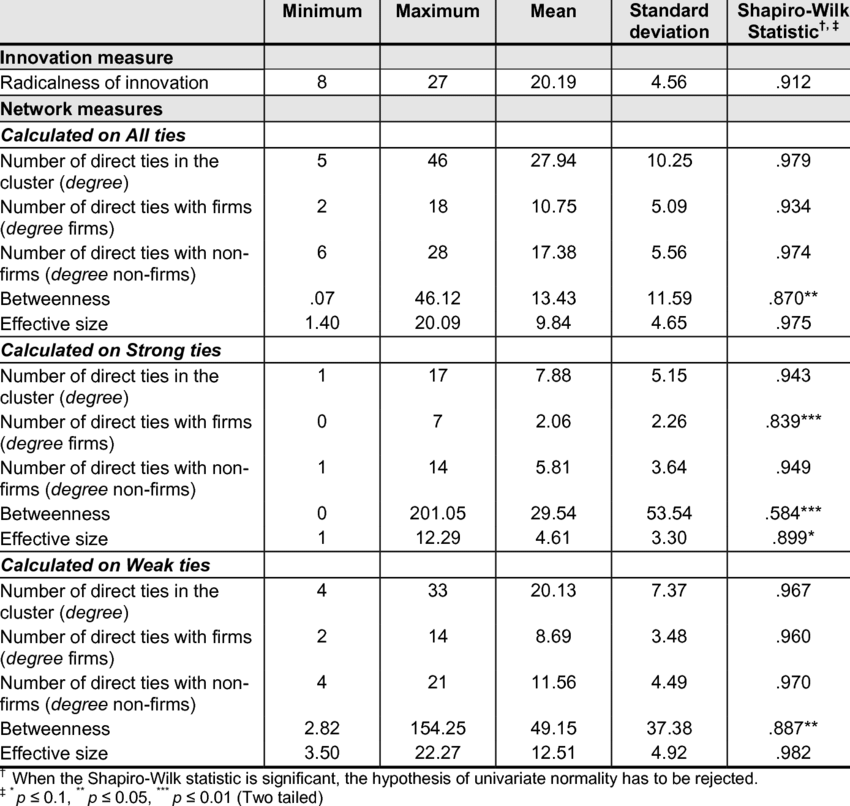 Minimum Maximum Mean Standard deviation Shapiro-Wilk Statistic†, ‡
Innovation measure
Radicalness of innovation 8 27 20.19 4.56 .912
Network measures
Calculated on All ties
Number of direct ties in the 5 46 27.94 10.25 .979
cluster (degree)
Number of direct ties with firms 2 18 10.75 5.09 .934
(degree firms)
Number of direct ties with non- 6 28 17.38 5.56 .974
firms (degree non-firms)
Betweenness .07 46.12 13.43 11.59 .870**
Effective size 1.40 20.09 9.84 4.65 .975
Calculated on Strong ties
Number of direct ties in the 1 17 7.88 5.15 .943
cluster (degree)
Number of direct ties with firms 0 7 2.06 2.26 .839***
(degree firms)
Number of direct ties with non- 1 14 5.81 3.64 .949
firms (degree non-firms)
Betweenness 0 201.05 29.54 53.54 .584***
Effective size 1 12.29 4.61 3.30 .899*
Calculated on Weak ties
Number of direct ties in the 4 33 20.13 7.37 .967
cluster (degree)
Number of direct ties with firms 2 14 8.69 3.48 .960
(degree firms)
Number of direct ties with non- 4 21 11.56 4.49 .970
firms (degree non-firms)
Betweenness 2.82 154.25 49.15 37.38 .887**
Effective size 3.50 22.27 12.51 4.92 .982
† When the Shapiro-Wilk statistic is significant, the hypothesis of univariate normality has to be rejected.
‡ * p ≤ 0.1, ** p ≤ 0.05, *** p ≤ 0.01 (Two tailed)